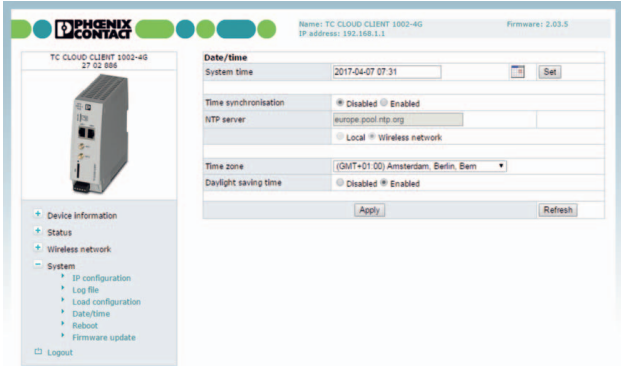 PHŒNIX CONTACT
Name: TC CLOUD CLIENT 1002-4G Firmware: 2.03.5
IP address: 192.168.1.1
TC CLOUD CLIENT 1002-4G
27 02 886
Date/time
System time 2017-04-07 07:31 Set
Time synchronisation Disabled Enabled
NTP server europe.pool.ntp.org
Local Wireless network
Time zone (GMT+01:00) Amsterdam, Berlin, Bern
Daylight saving time Disabled Enabled
Apply Refresh
Device information
Status
Wireless network
System
IP configuration
Log file
Load configuration
Date/time
Reboot
Firmware update
Logout